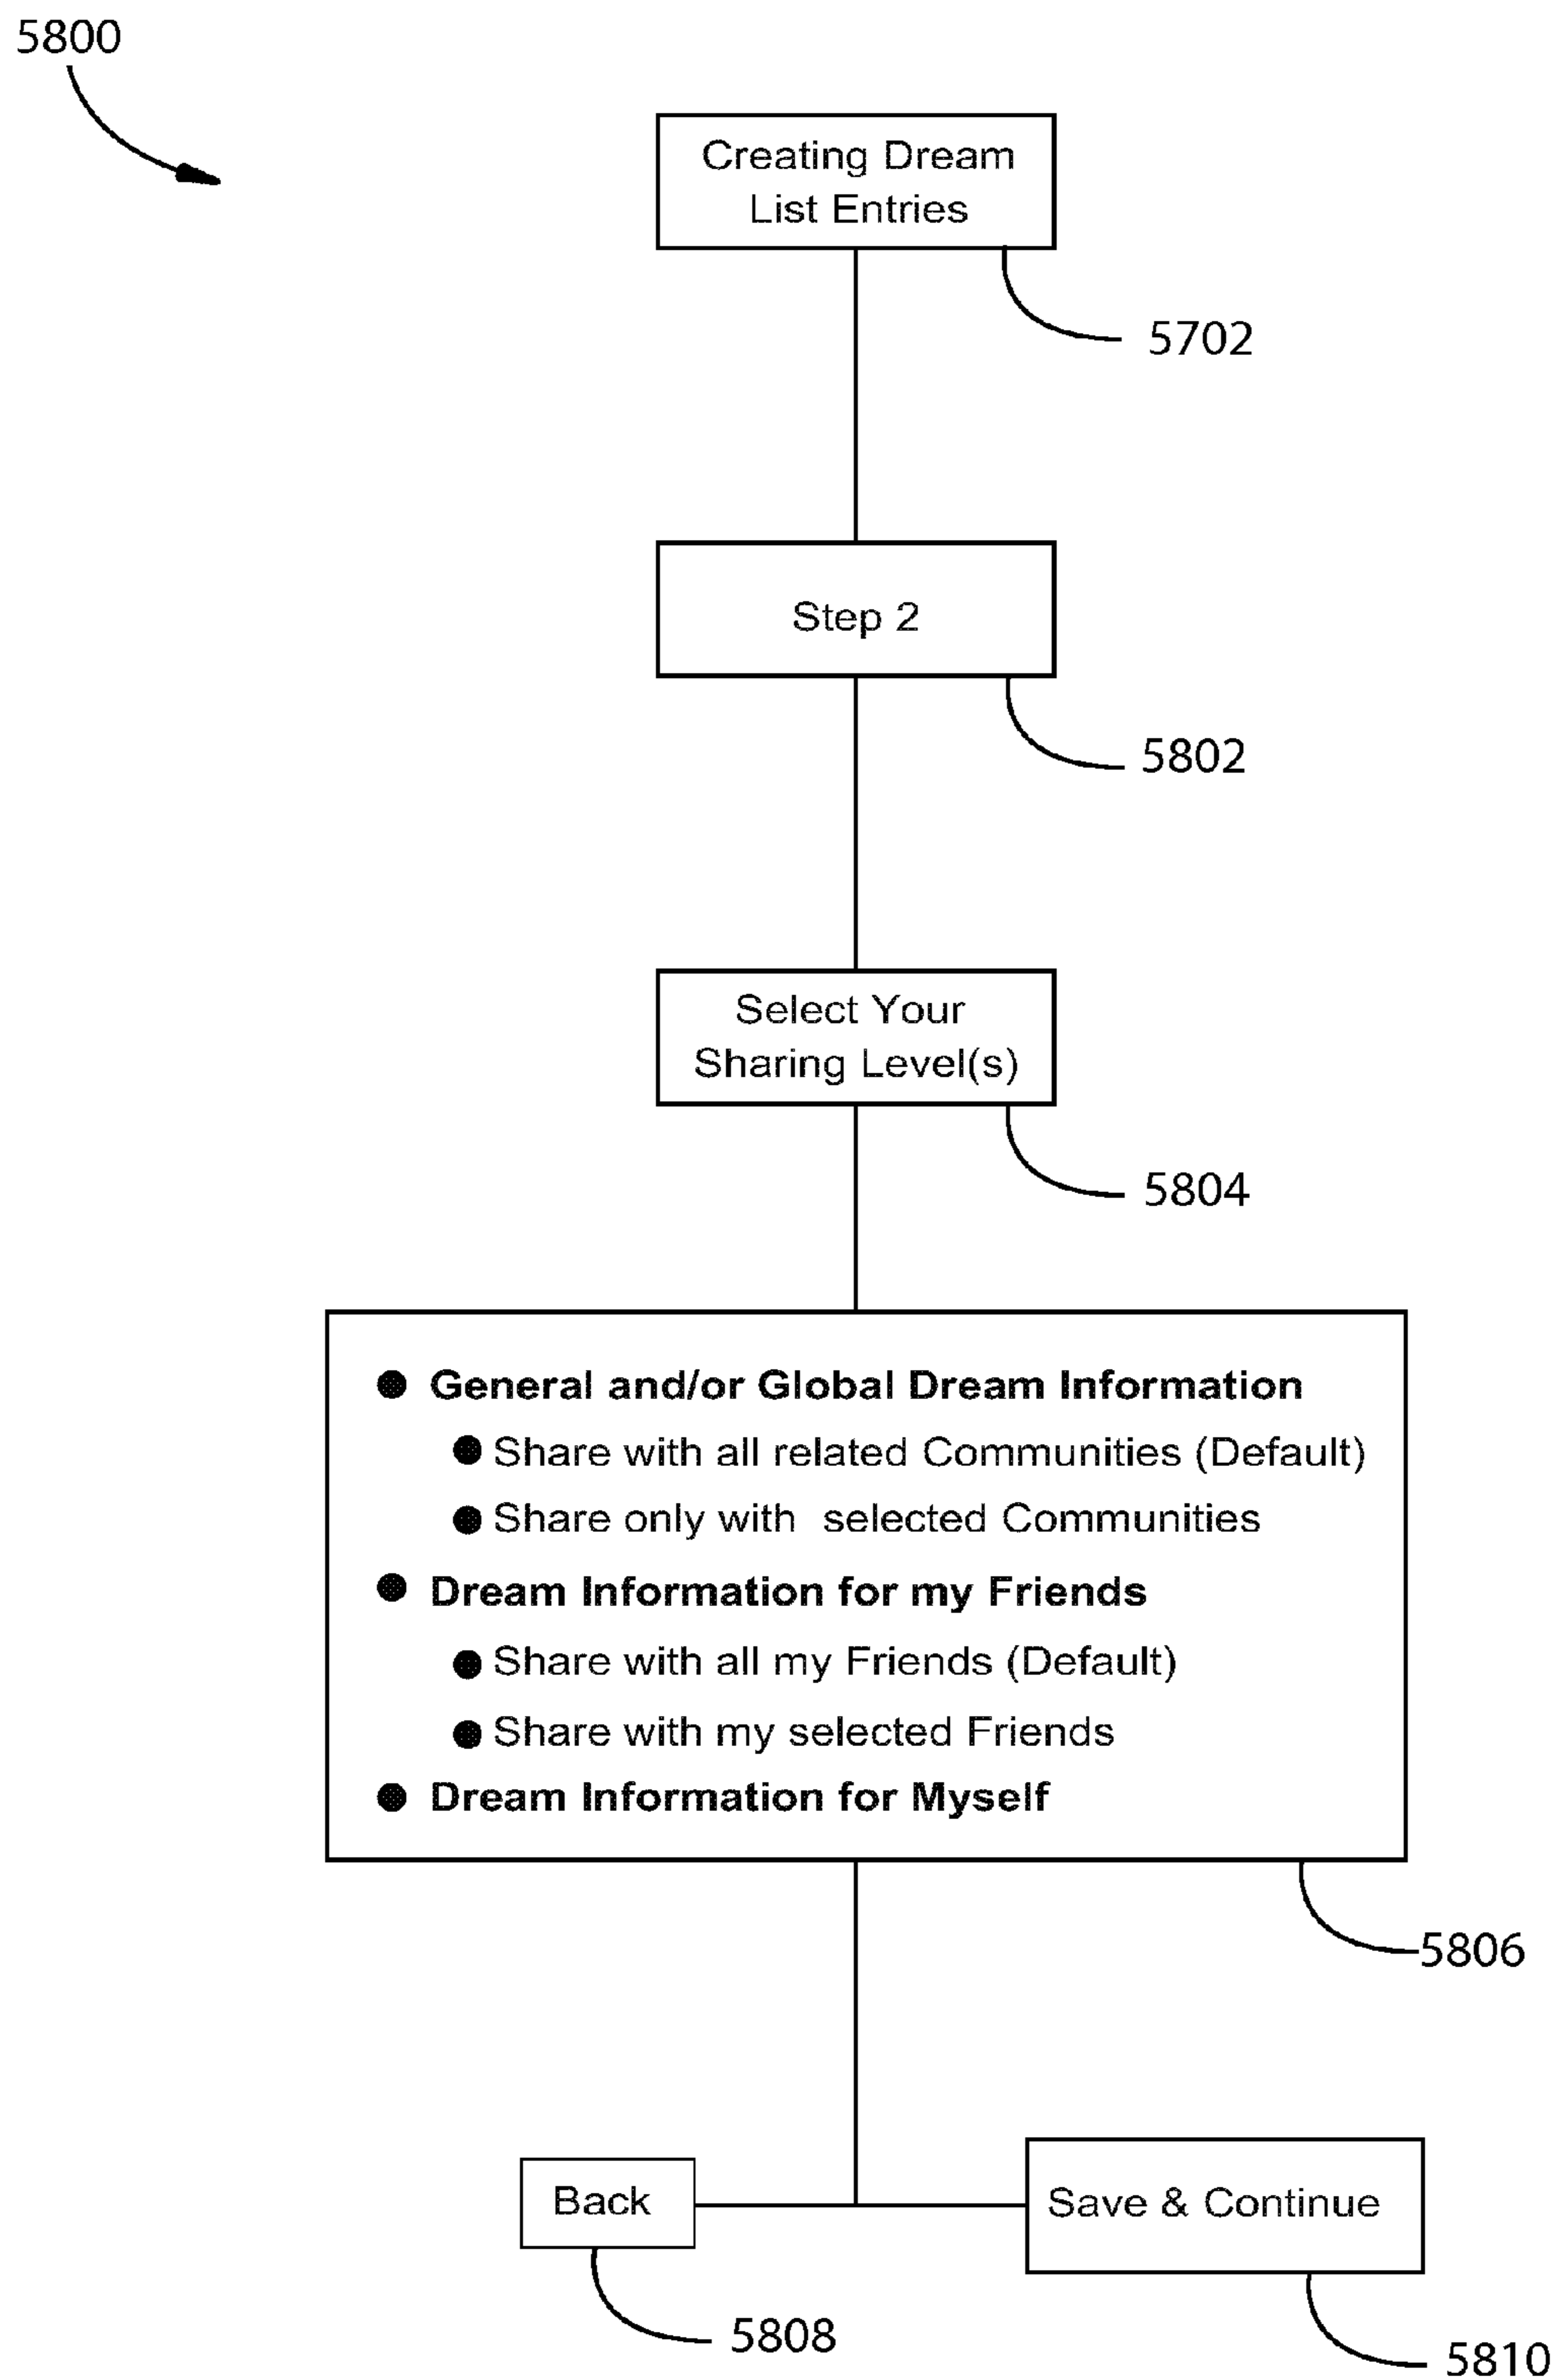 5800
Creating Dream
List Entries
5702
Step 2
5802
Select Your
Sharing Level(s)
5804
● General and/or Global Dream Information
● Share with all related Communities (Default)
● Share only with selected Communities
● Dream Information for my Friends
● Share with all my Friends (Default)
● Share with my selected Friends
● Dream Information for Myself
5806
Back
Save & Continue
5808
5810